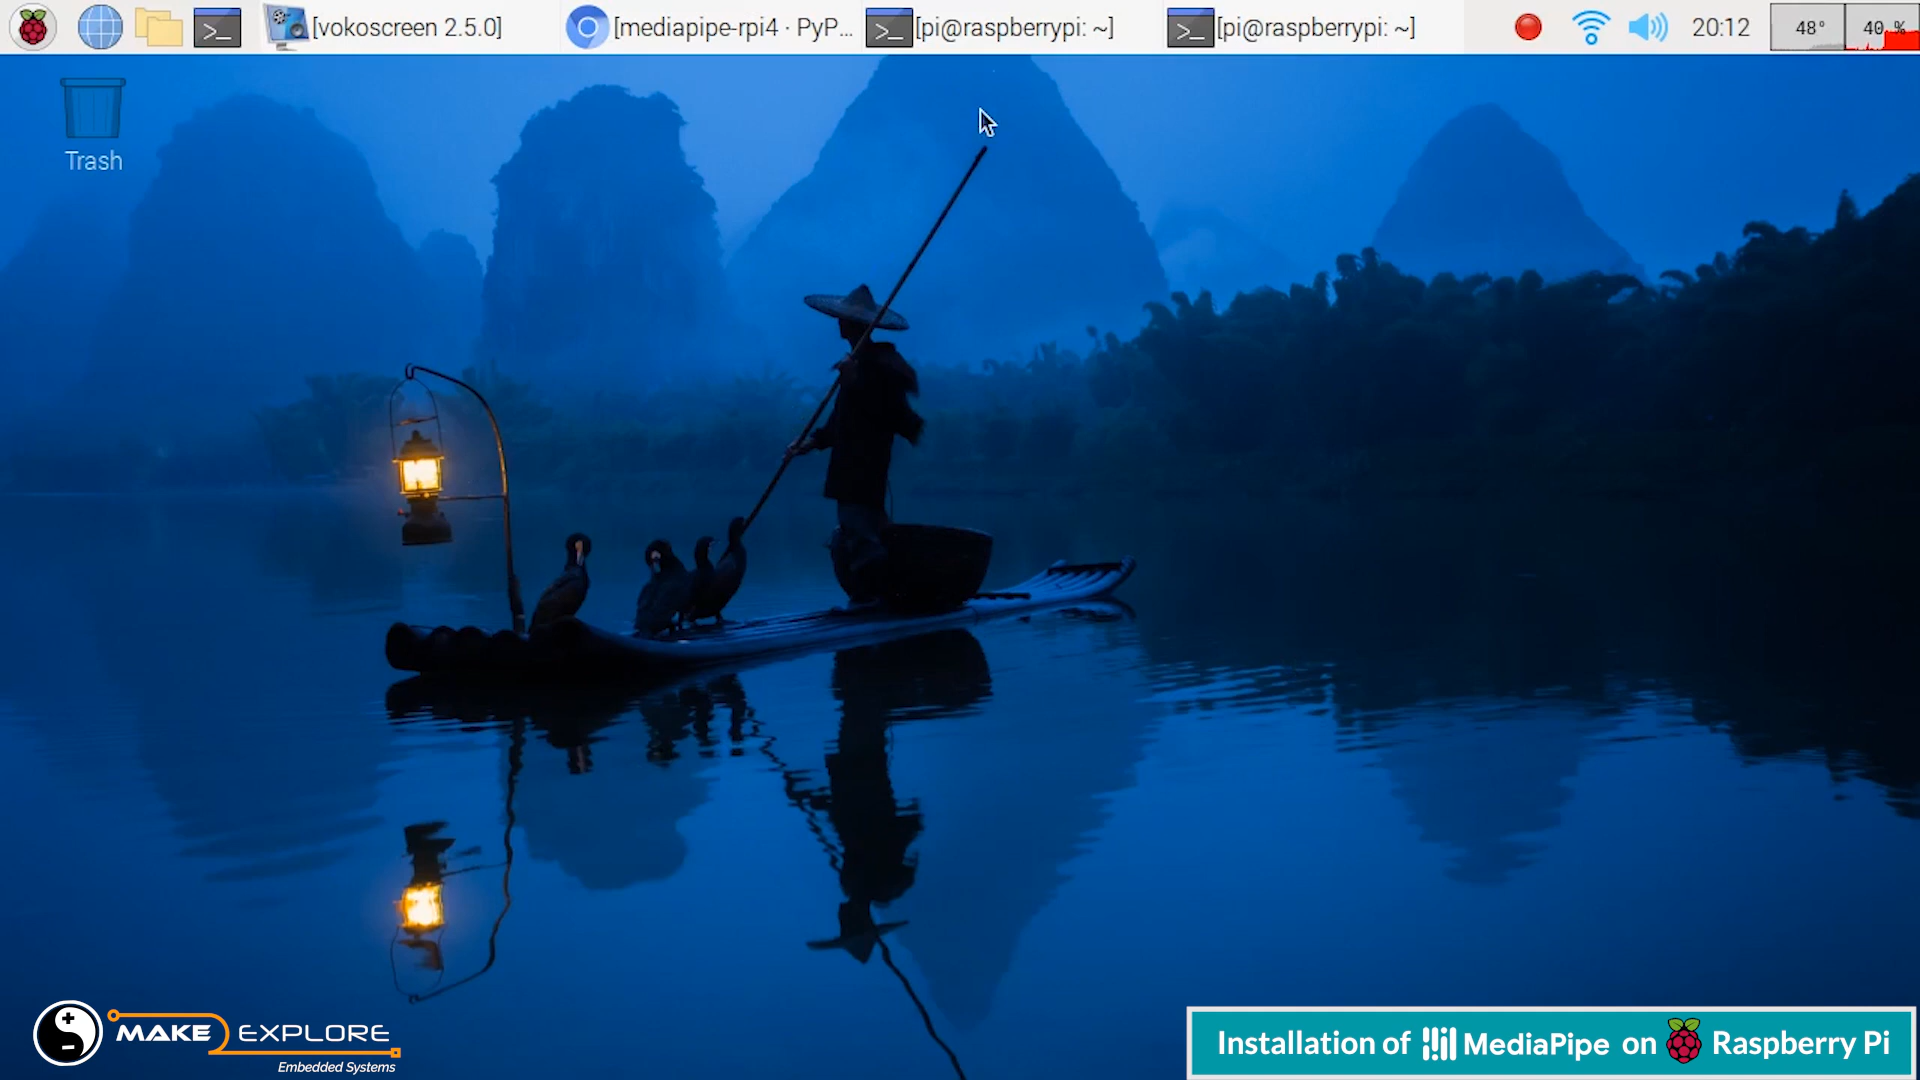 [vokoscreen 2.5.0]
[mediapipe-rpi4 · PyP...
[pi@raspberrypi: ~]
[pi@raspberrypi: ~]
20:12
48°
40 %
Trash
MAKE EXPLORE
Embedded Systems
Installation of MediaPipe on Raspberry Pi